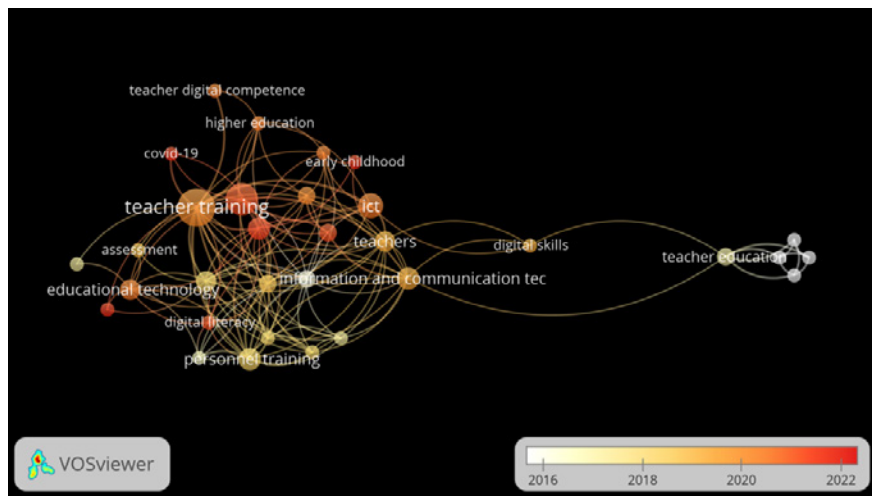 teacher digital competence
higher education
covid-19
early childhood
teacher training
ict
teachers
digital skills
assessment
teacher education
information and communication tec
educational technology
digital literacy
personnel training
VOSviewer
2016
2018
2020
2022